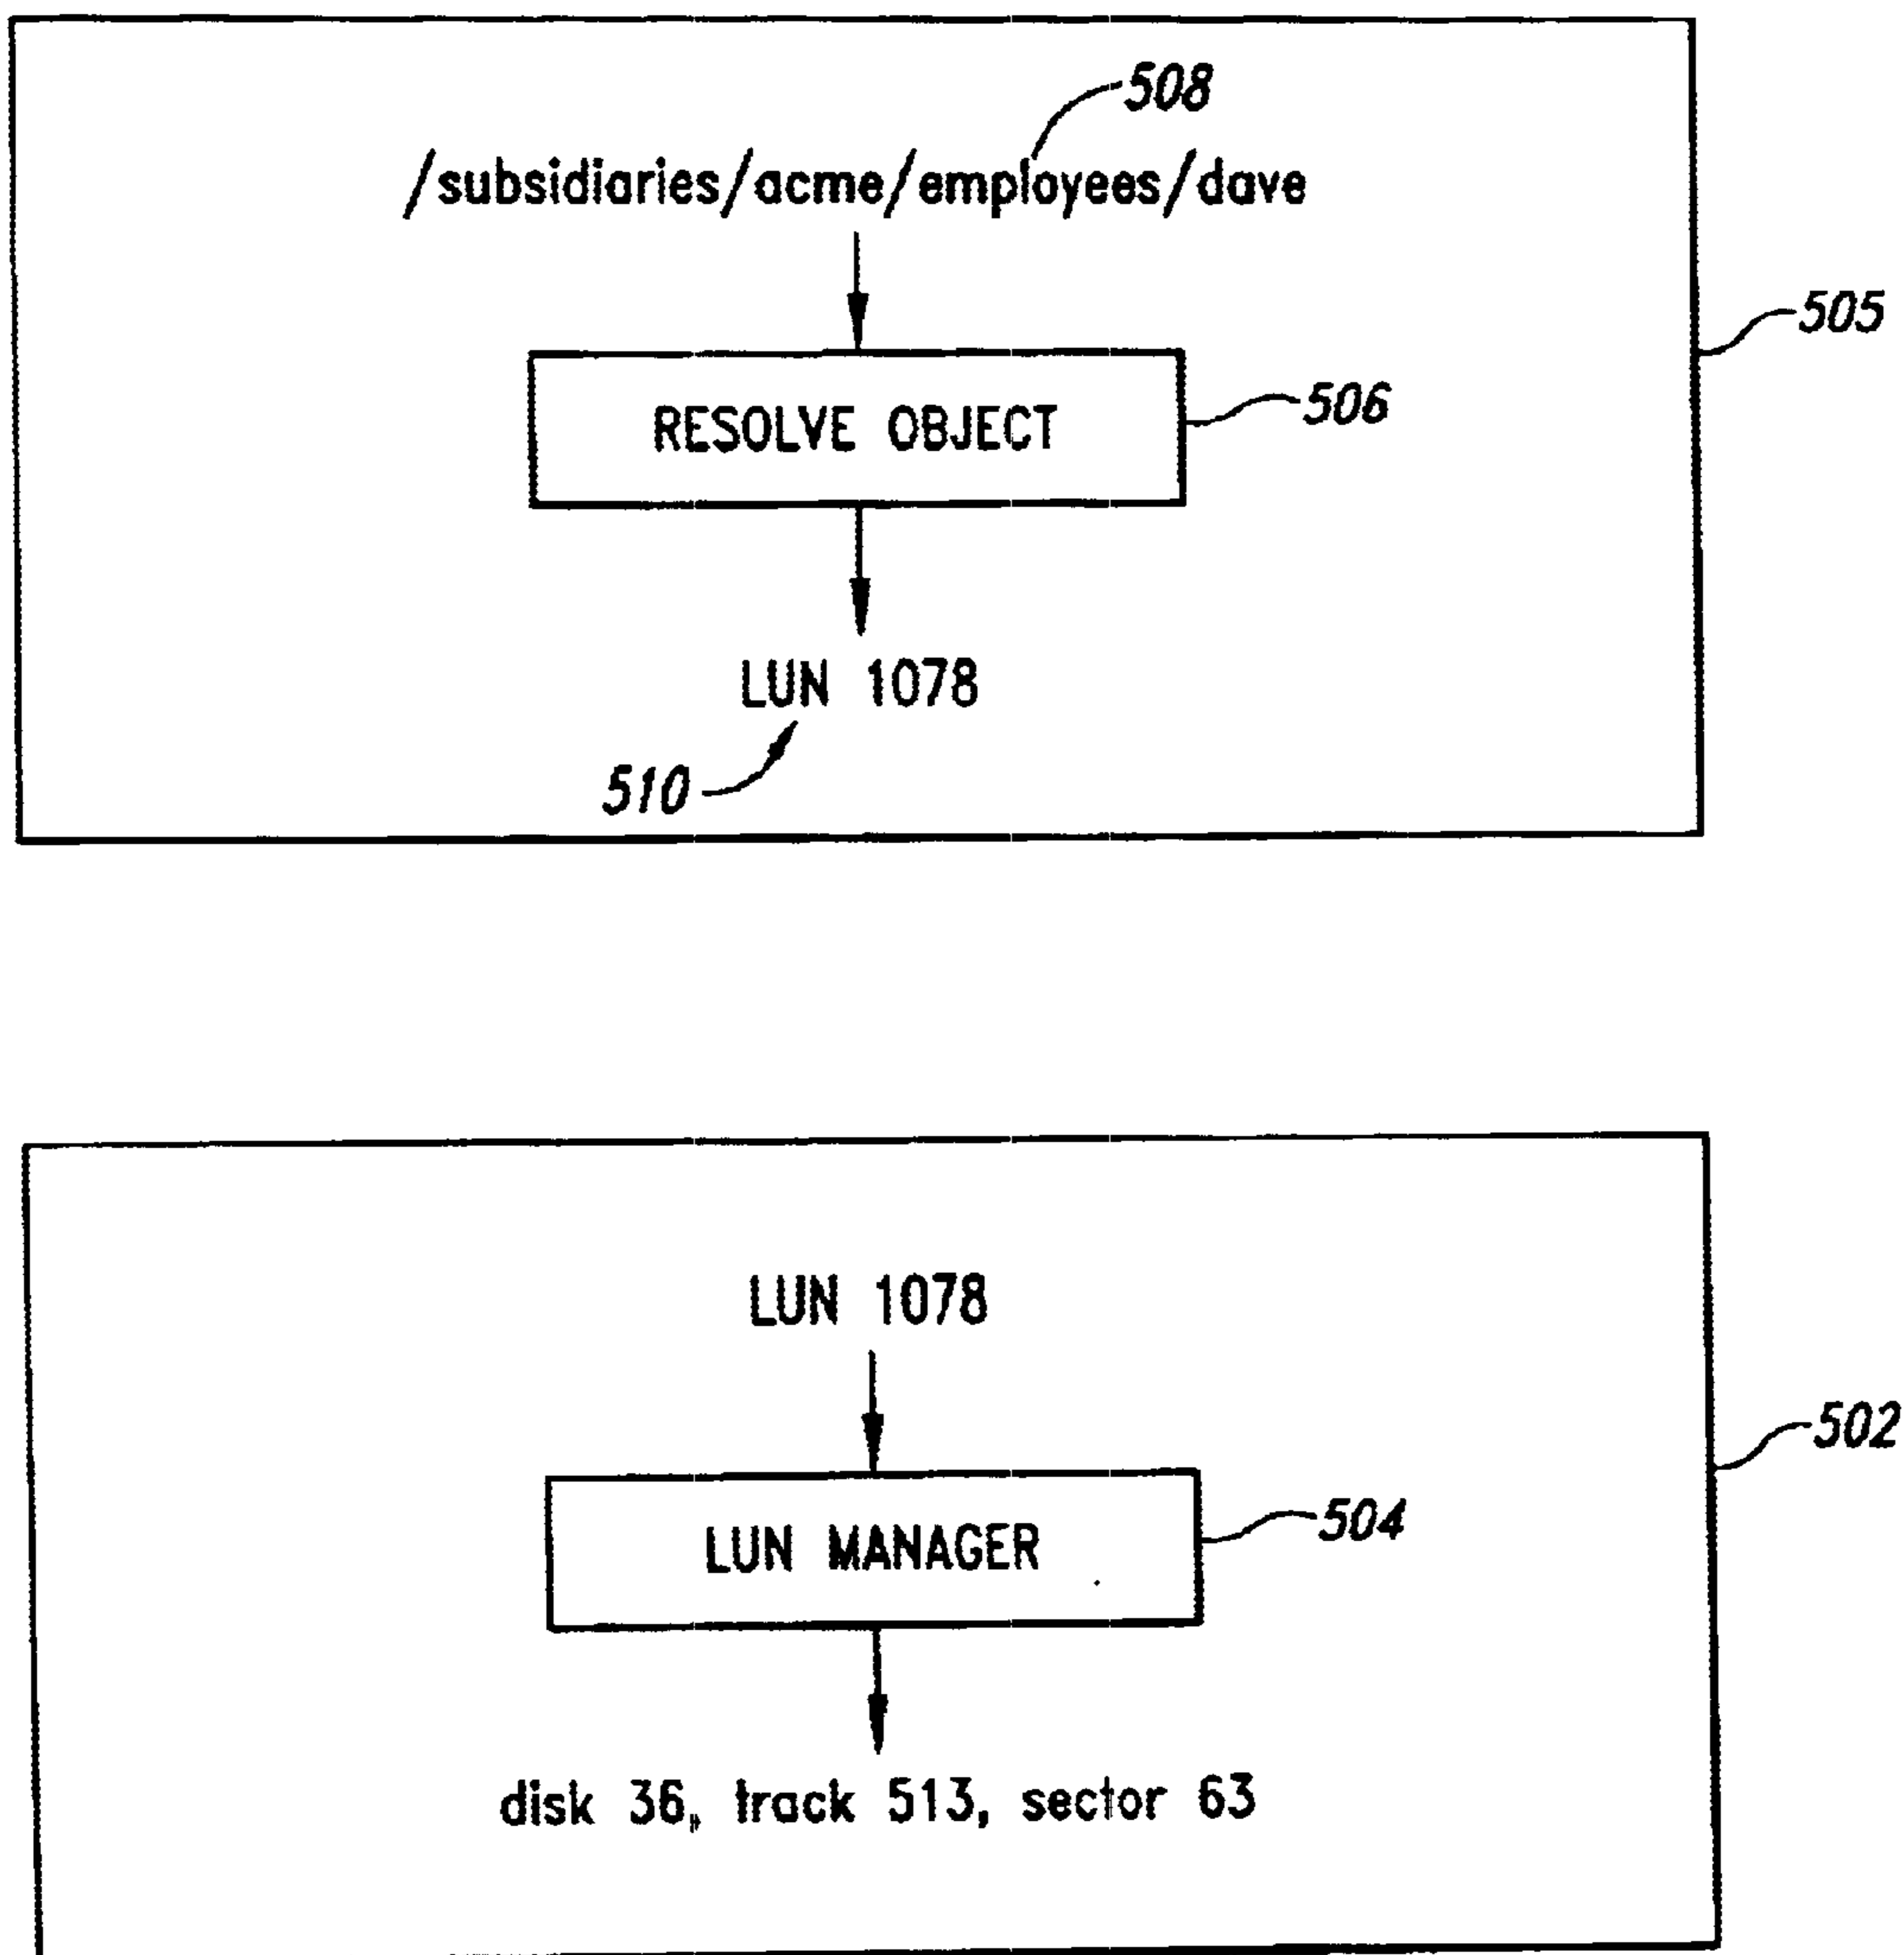 508
/subsidiaries/acme/employees/dave
505
RESOLVE OBJECT
506
LUN 1078
510
LUN 1078
502
LUN MANAGER
504
disk 36, track 513, sector 63